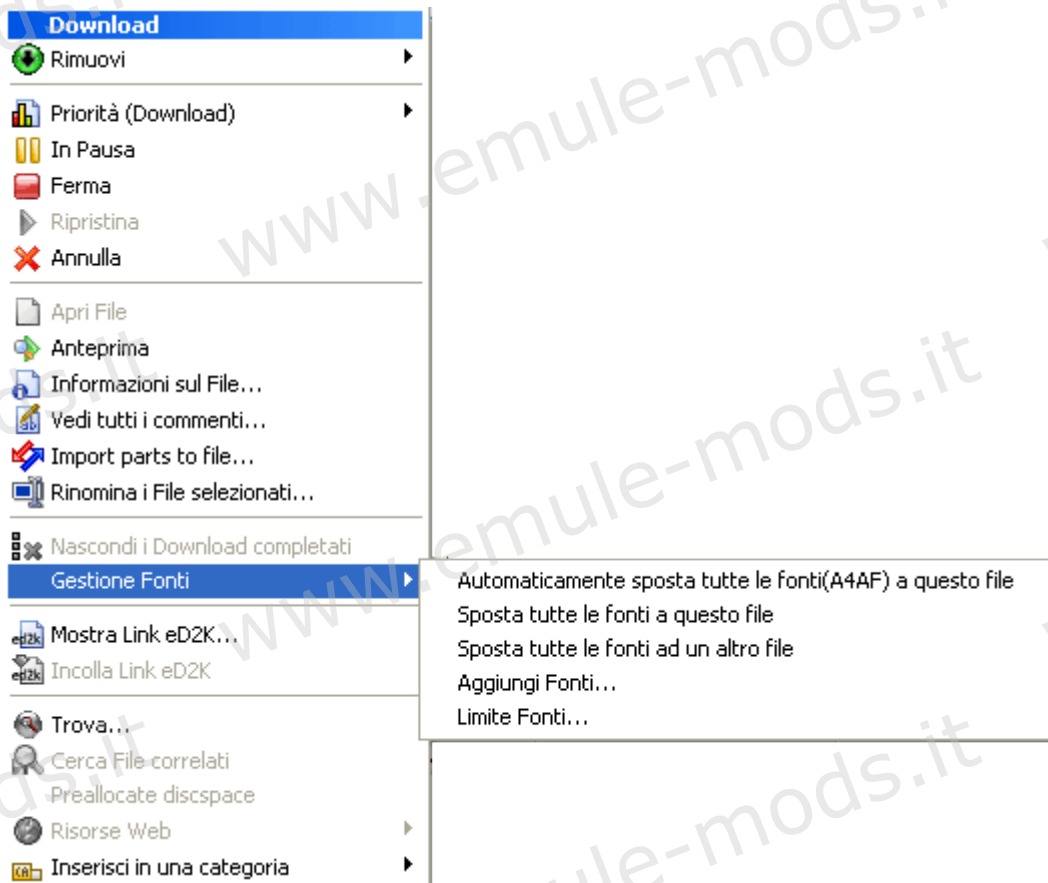 Download
Rimuovi
Priorità (Download)
In Pausa
Ferma
Ripristina
Annulla
Apri File
Anteprima
Informazioni sul File...
Vedi tutti i commenti...
Import parts to file...
Rinomina i File selezionati...
Nascondi i Download completati
Gestione Fonti
Automaticamente sposta tutte le fonti(A4AF) a questo file
Sposta tutte le fonti a questo file
Sposta tutte le fonti ad un altro file
Aggiungi Fonti...
Limite Fonti...
Mostra Link eD2K...
Incolla Link eD2K
Trova...
Cerca File correlati
Preallocate discspace
Risorse Web
Inserisci in una categoria
www.emule-mods.it
www.emule-mods.it